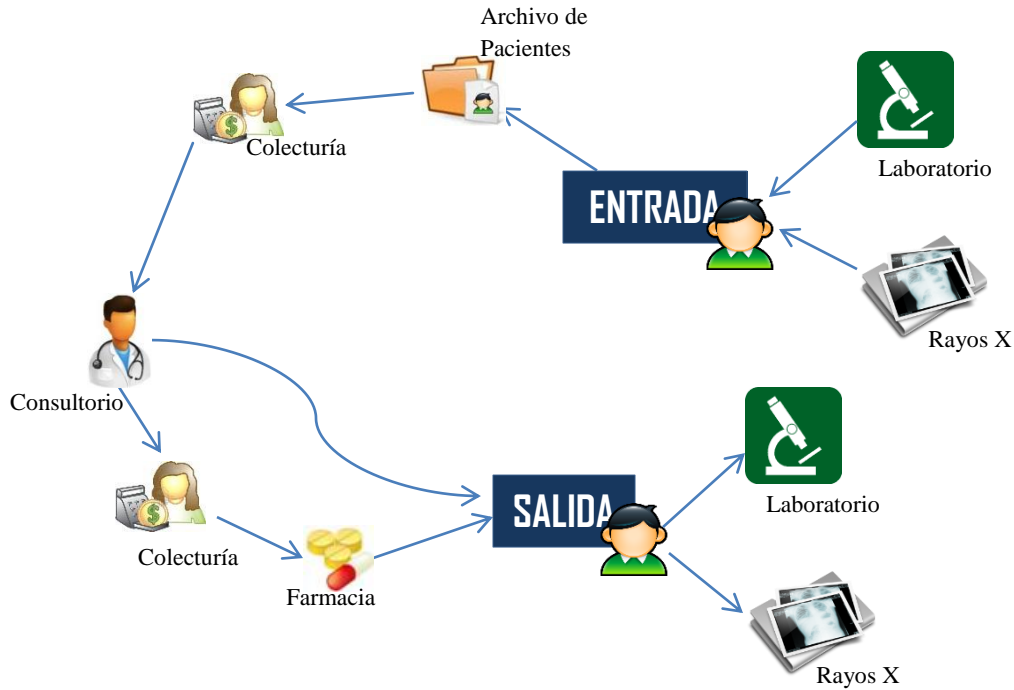 Archivo de
Pacientes
Colecturía
Laboratorio
ENTRADA
Rayos X
Consultorio
Laboratorio
SALIDA
Colecturía
Farmacia
Rayos X